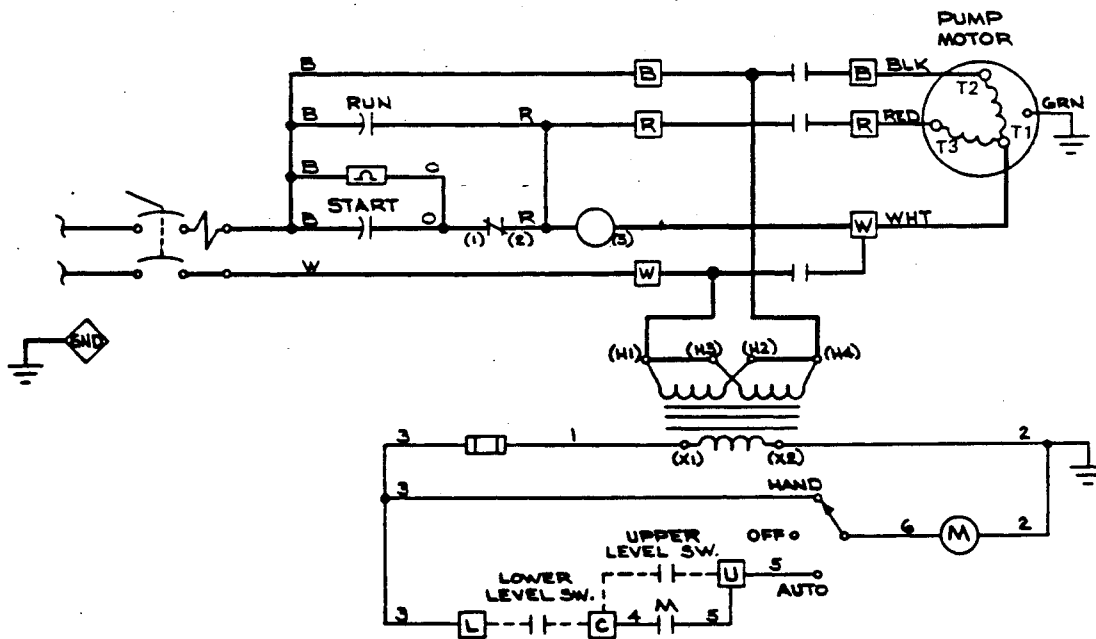 PUMP
MOTOR
B
B
B
BLK
T2
GRN
B
RUN
R
R
R
RED
T3
T1
B
O
B
START
O
(1)
(2)
R
(S)
W
WHT
W
W
GND
(H1)
(H3)
(H2)
(H4)
3
1
(X1)
(X2)
2
3
HAND
6
M
2
OFF
UPPER
LEVEL SW.
U
5
AUTO
LOWER
LEVEL SW.
3
L
C
4
M
5